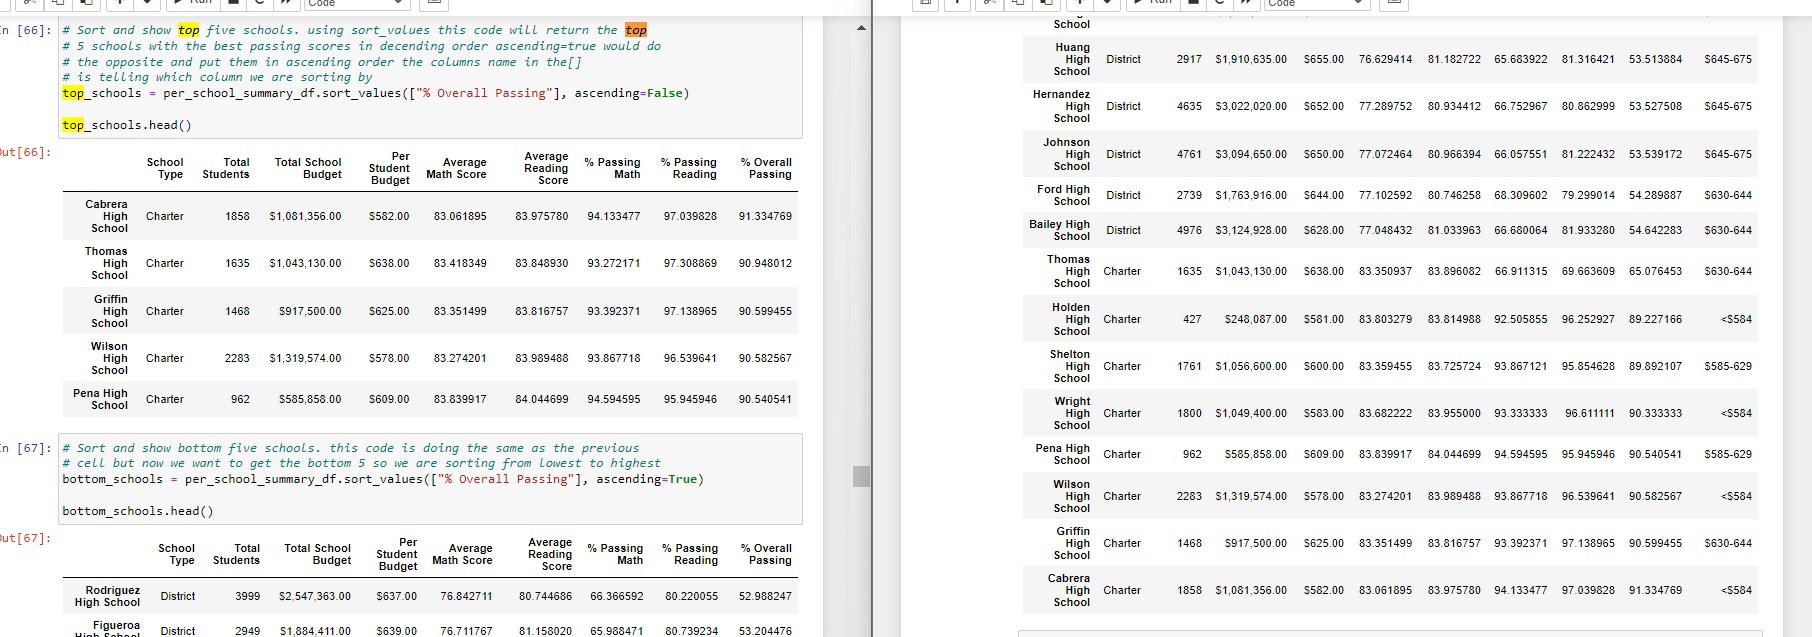 Run
Code
In [66]:
# Sort and show top five schools. using sort_values this code will return the top
# 5 schools with the best passing scores in decending order ascending=true would do
# the opposite and put them in ascending order the columns name in the[]
# is telling which column we are sorting by
top_schools = per_school_summary_df.sort_values(["% Overall Passing"], ascending=False)
top_schools.head()
Out[66]:
School Type Total Students Total School Budget Per Student Budget Average Math Score Average Reading Score % Passing Math % Passing Reading % Overall Passing
Cabrera High School Charter 1858 $1,081,356.00 $582.00 83.061895 83.975780 94.133477 97.039828 91.334769
Thomas High School Charter 1635 $1,043,130.00 $638.00 83.418349 83.848930 93.272171 97.308869 90.948012
Griffin High School Charter 1468 $917,500.00 $625.00 83.351499 83.816757 93.392371 97.138965 90.599455
Wilson High School Charter 2283 $1,319,574.00 $578.00 83.274201 83.989488 93.867718 96.539641 90.582567
Pena High School Charter 962 $585,858.00 $609.00 83.839917 84.044699 94.594595 95.945946 90.540541
In [67]:
# Sort and show bottom five schools. this code is doing the same as the previous
# cell but now we want to get the bottom 5 so we are sorting from lowest to highest
bottom_schools = per_school_summary_df.sort_values(["% Overall Passing"], ascending=True)
bottom_schools.head()
Out[67]:
School Type Total Students Total School Budget Per Student Budget Average Math Score Average Reading Score % Passing Math % Passing Reading % Overall Passing
Rodriguez High School District 3999 $2,547,363.00 $637.00 76.842711 80.744686 66.366592 80.220055 52.988247
Figueroa High School District 2949 $1,884,411.00 $639.00 76.711767 81.158020 65.988471 80.739234 53.204476
Run
Code
School
Huang High School District 2917 $1,910,635.00 $655.00 76.629414 81.182722 65.683922 81.316421 53.513884 $645-675
Hernandez High School District 4635 $3,022,020.00 $652.00 77.289752 80.934412 66.752967 80.862999 53.527508 $645-675
Johnson High School District 4761 $3,094,650.00 $650.00 77.072464 80.966394 66.057551 81.222432 53.539172 $645-675
Ford High School District 2739 $1,763,916.00 $644.00 77.102592 80.746258 68.309602 79.299014 54.289887 $630-644
Bailey High School District 4976 $3,124,928.00 $628.00 77.048432 81.033963 66.680064 81.933280 54.642283 $630-644
Thomas High School Charter 1635 $1,043,130.00 $638.00 83.350937 83.896082 66.911315 69.663609 65.076453 $630-644
Holden High School Charter 427 $248,087.00 $581.00 83.803279 83.814988 92.505855 96.252927 89.227166 <$584
Shelton High School Charter 1761 $1,056,600.00 $600.00 83.359455 83.725724 93.867121 95.854628 89.892107 $585-629
Wright High School Charter 1800 $1,049,400.00 $583.00 83.682222 83.955000 93.333333 96.611111 90.333333 <$584
Pena High School Charter 962 $585,858.00 $609.00 83.839917 84.044699 94.594595 95.945946 90.540541 $585-629
Wilson High School Charter 2283 $1,319,574.00 $578.00 83.274201 83.989488 93.867718 96.539641 90.582567 <$584
Griffin High School Charter 1468 $917,500.00 $625.00 83.351499 83.816757 93.392371 97.138965 90.599455 $630-644
Cabrera High School Charter 1858 $1,081,356.00 $582.00 83.061895 83.975780 94.133477 97.039828 91.334769 <$584